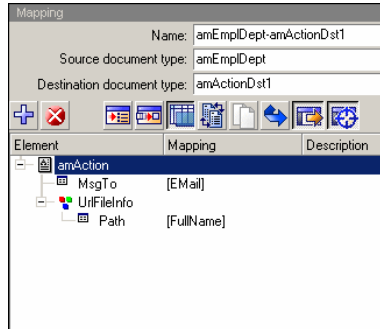 Mapping
Name: amEmplDept-amActionDst1
Source document type: amEmplDept
Destination document type: amActionDst1
Element Mapping Description
amAction
MsgTo [EMail]
UrlFileInfo
Path [FullName]